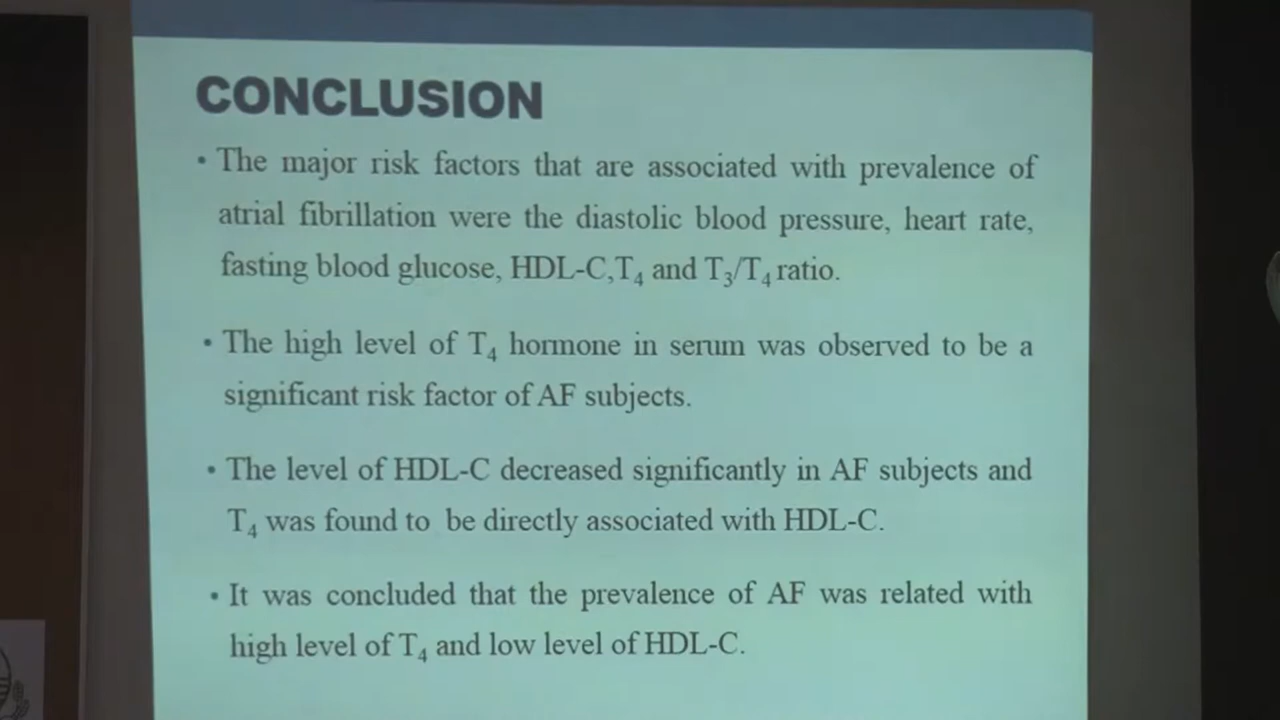 CONCLUSION
• The major risk factors that are associated with prevalence of
atrial fibrillation were the diastolic blood pressure, heart rate,
fasting blood glucose, HDL-C,T₄ and T₃/T₄ ratio.
• The high level of T₄ hormone in serum was observed to be a
significant risk factor of AF subjects.
• The level of HDL-C decreased significantly in AF subjects and
T₄ was found to be directly associated with HDL-C.
• It was concluded that the prevalence of AF was related with
high level of T₄ and low level of HDL-C.